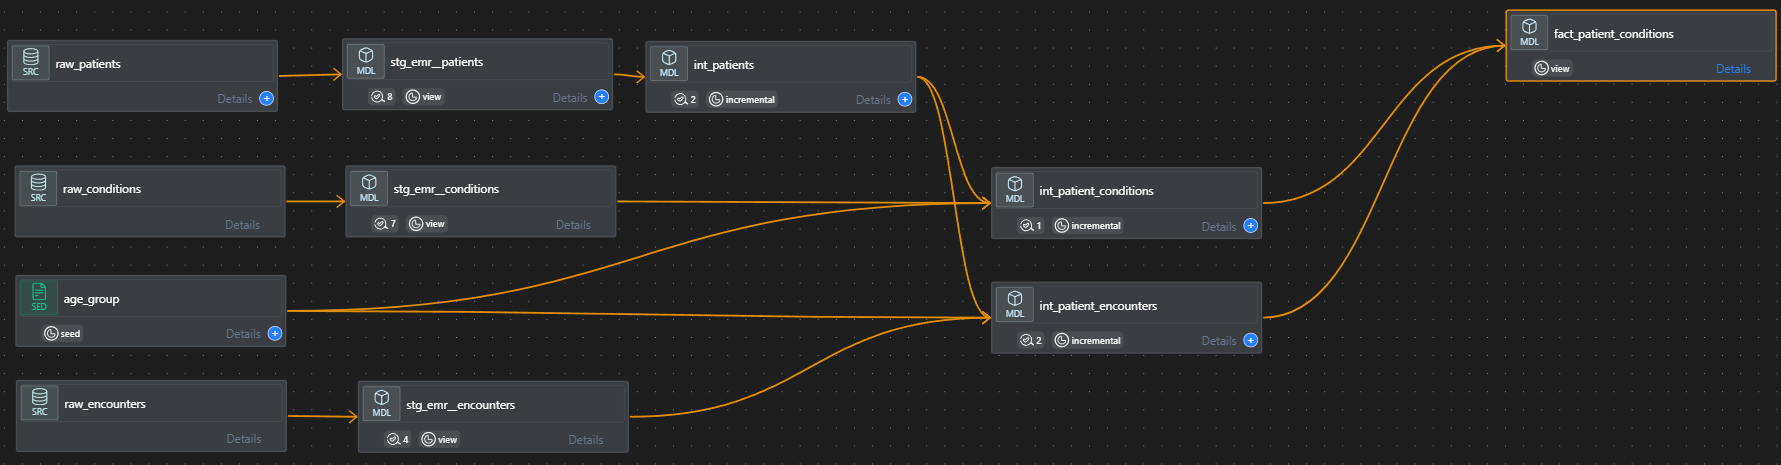 raw_patients
SRC
Details
stg_emr__patients
MDL
8 view
Details
int_patients
MDL
2 incremental
Details
fact_patient_conditions
MDL
view
Details
raw_conditions
SRC
Details
stg_emr__conditions
MDL
7 view
Details
int_patient_conditions
MDL
1 incremental
Details
age_group
SED
seed
Details
int_patient_encounters
MDL
2 incremental
Details
raw_encounters
SRC
Details
stg_emr__encounters
MDL
4 view
Details